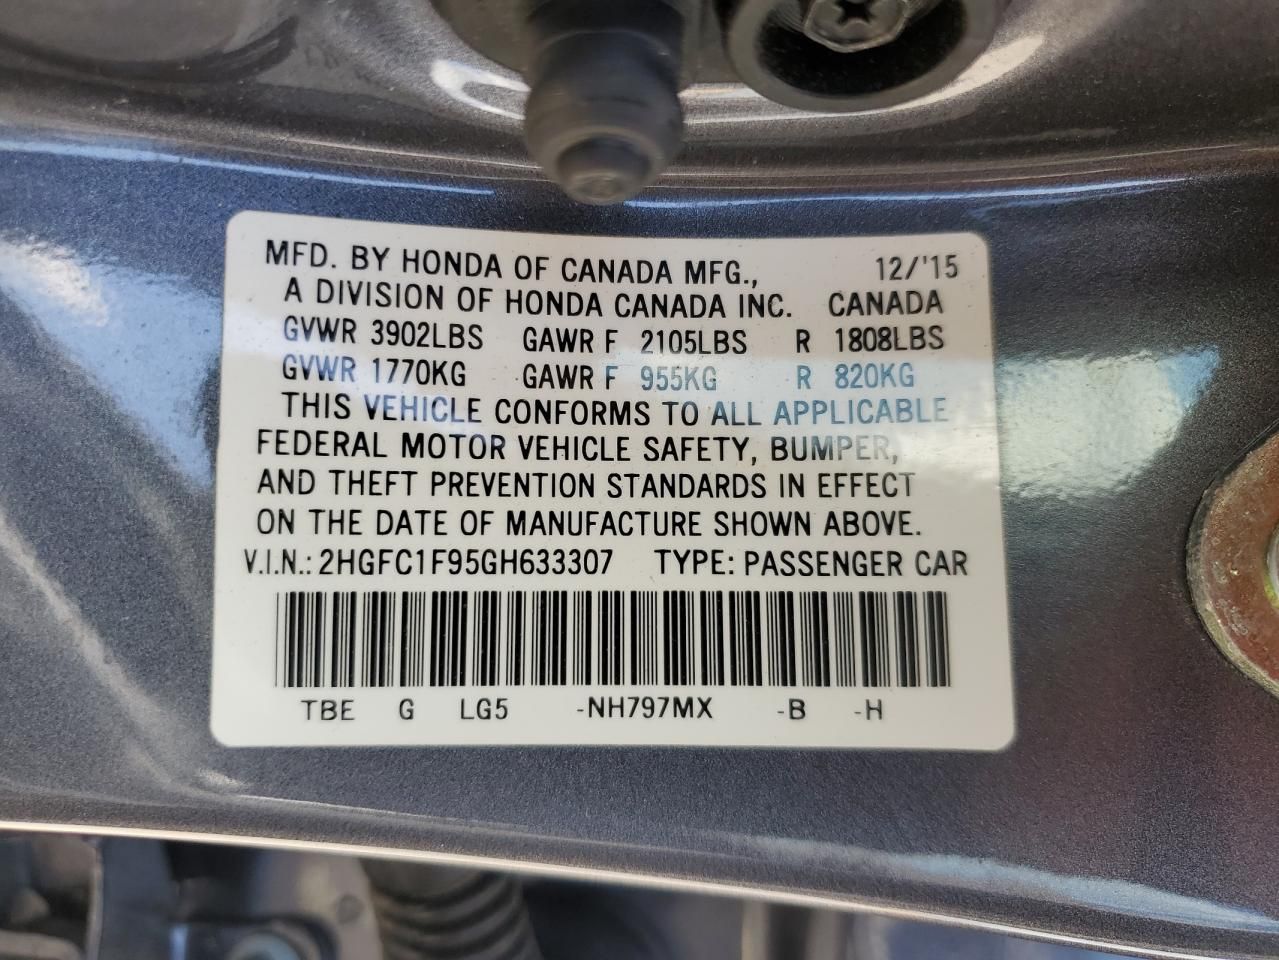 MFD. BY HONDA OF CANADA MFG., 12/'15
A DIVISION OF HONDA CANADA INC. CANADA
GVWR 3902LBS GAWR F 2105LBS R 1808LBS
GVWR 1770KG GAWR F 955KG R 820KG
THIS VEHICLE CONFORMS TO ALL APPLICABLE
FEDERAL MOTOR VEHICLE SAFETY, BUMPER,
AND THEFT PREVENTION STANDARDS IN EFFECT
ON THE DATE OF MANUFACTURE SHOWN ABOVE.
V.I.N.: 2HGFC1F95GH633307 TYPE: PASSENGER CAR
TBE G LG5 -NH797MX -B -H